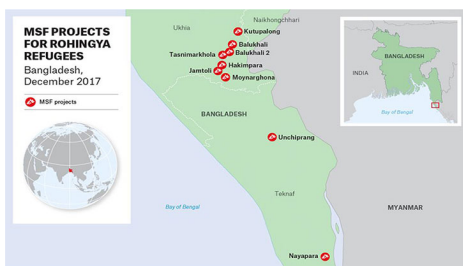 MSF PROJECTS
FOR ROHINGYA
REFUGEES
Bangladesh,
December 2017
MSF projects
Ukhia
Naikhongchhari
Kutupalong
Balukhali
Balukhali 2
Tasnimarkhola
Hakimpara
Jamtoli
Moynarghona
BANGLADESH
Unchiprang
Teknaf
Bay of Bengal
MYANMAR
Nayapara
BANGLADESH
INDIA
Bay of Bengal